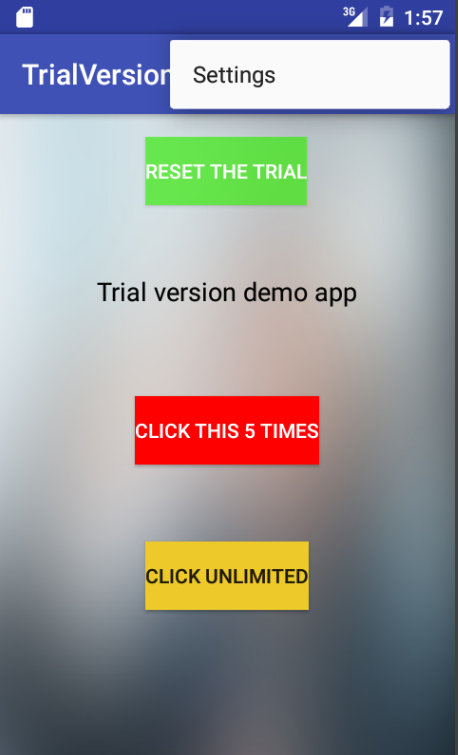 3G 1:57
TrialVersion
Settings
RESET THE TRIAL
Trial version demo app
CLICK THIS 5 TIMES
CLICK UNLIMITED